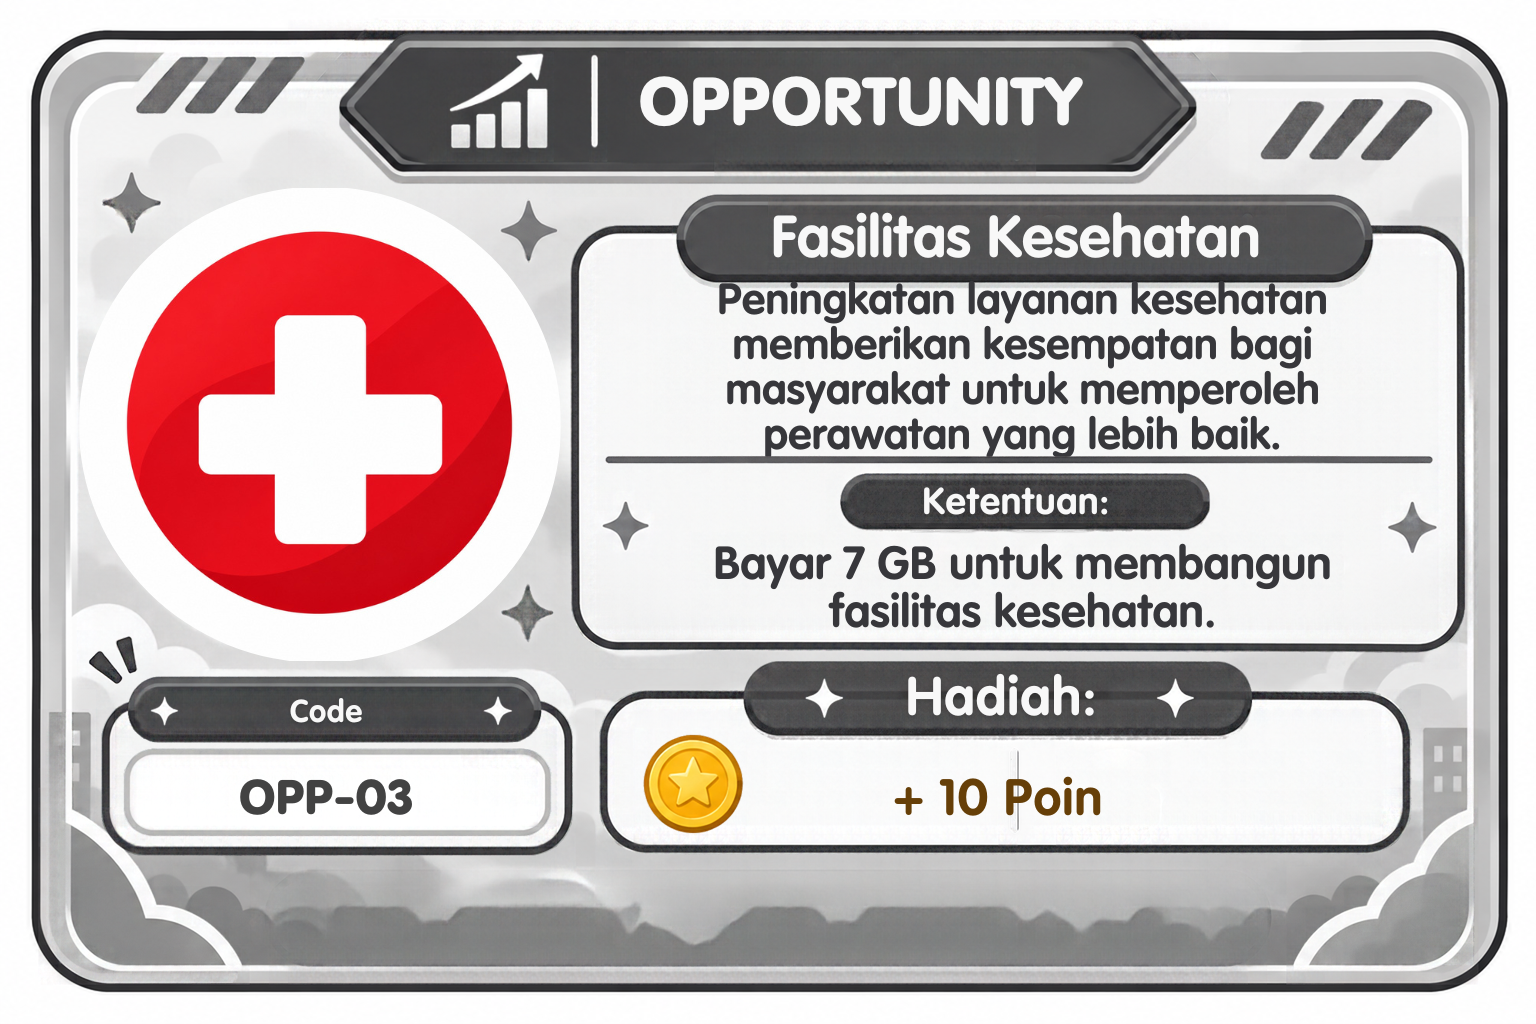 OPPORTUNITY
Fasilitas Kesehatan
Peningkatan layanan kesehatan
memberikan kesempatan bagi
masyarakat untuk memperoleh
perawatan yang lebih baik.
Ketentuan:
Bayar 7 GB untuk membangun
fasilitas kesehatan.
Code
OPP-03
Hadiah:
+ 10 Poin